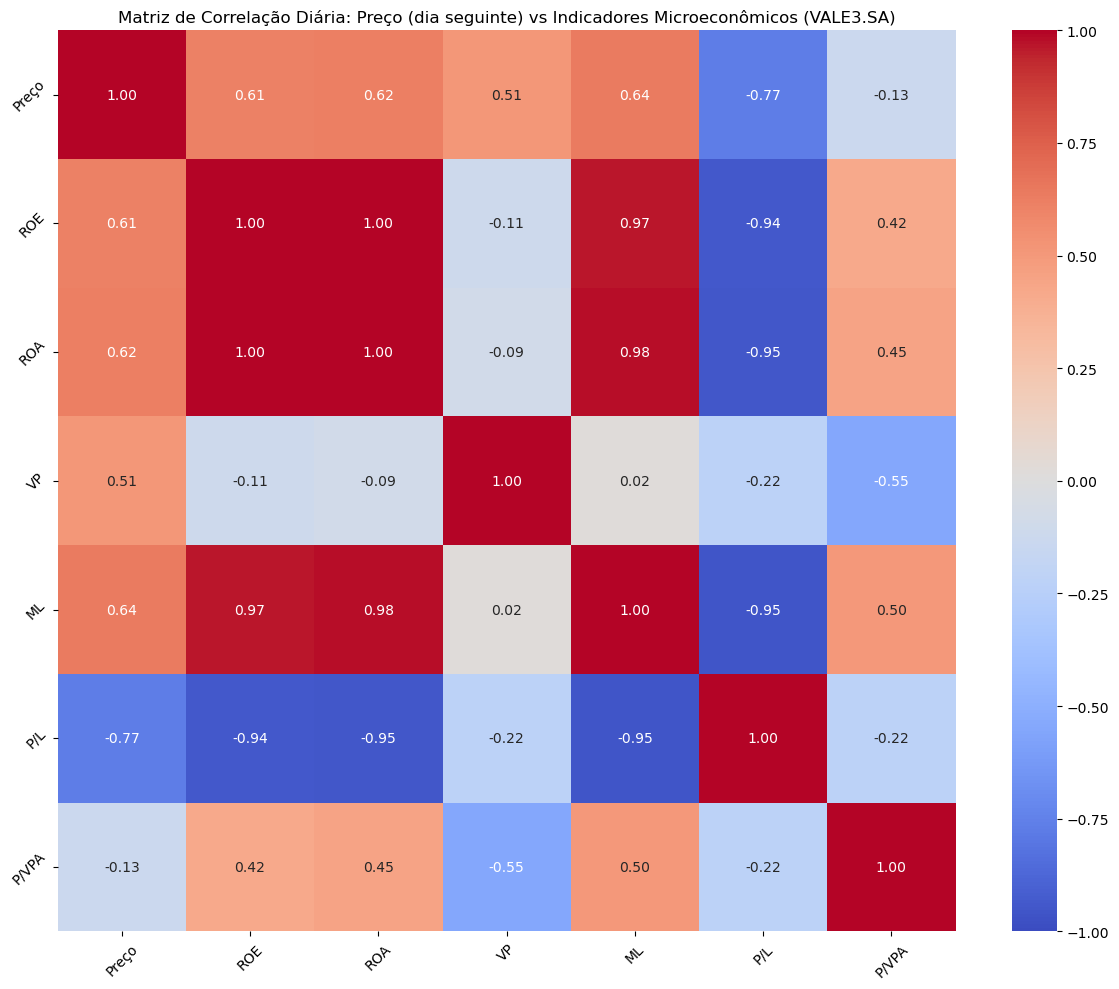 Matriz de Correlação Diária: Preço (dia seguinte) vs Indicadores Microeconômicos (VALE3.SA)
Preço 1.00 0.61 0.62 0.51 0.64 -0.77 -0.13
ROE 0.61 1.00 1.00 -0.11 0.97 -0.94 0.42
ROA 0.62 1.00 1.00 -0.09 0.98 -0.95 0.45
VP 0.51 -0.11 -0.09 1.00 0.02 -0.22 -0.55
ML 0.64 0.97 0.98 0.02 1.00 -0.95 0.50
P/L -0.77 -0.94 -0.95 -0.22 -0.95 1.00 -0.22
P/VPA -0.13 0.42 0.45 -0.55 0.50 -0.22 1.00
Preço ROE ROA VP ML P/L P/VPA
1.00
0.75
0.50
0.25
0.00
−0.25
−0.50
−0.75
−1.00